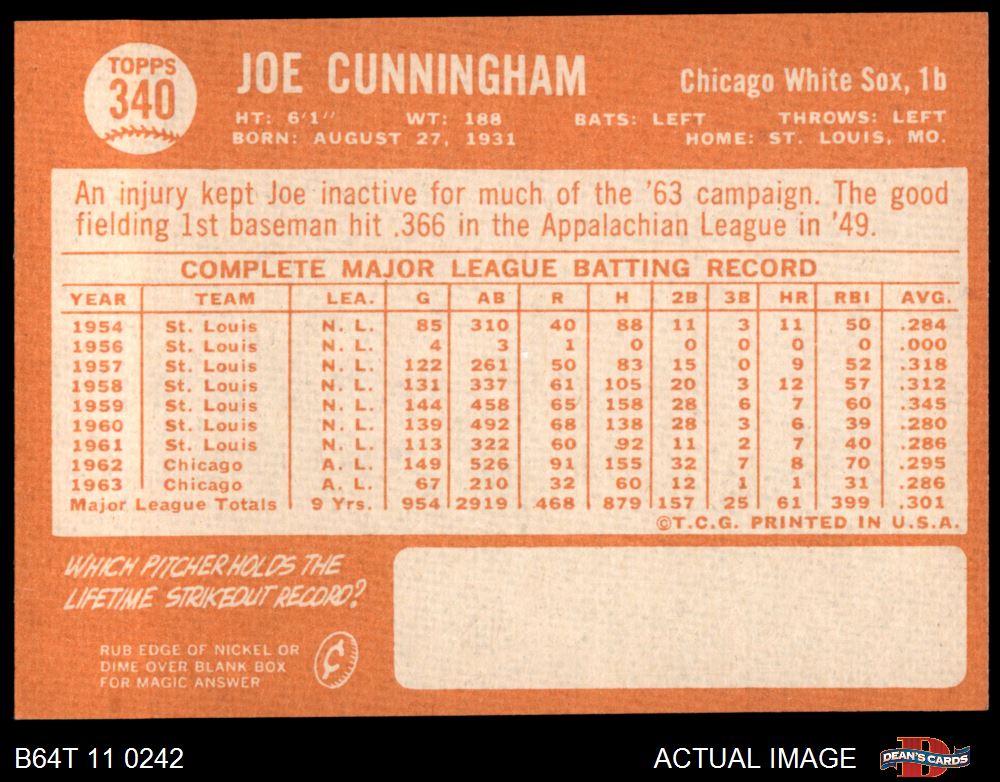 TOPPS
340
JOE CUNNINGHAM
Chicago White Sox, 1b
HT: 6'1" WT: 188 BATS: LEFT THROWS: LEFT
BORN: AUGUST 27, 1931 HOME: ST. LOUIS, MO.
An injury kept Joe inactive for much of the '63 campaign. The good
fielding 1st baseman hit .366 in the Appalachian League in '49.
COMPLETE MAJOR LEAGUE BATTING RECORD
YEAR TEAM LEA. G AB R H 2B 3B HR RBI AVG.
1954 St. Louis N. L. 85 310 40 88 11 3 11 50 .284
1956 St. Louis N. L. 4 3 1 0 0 0 0 0 .000
1957 St. Louis N. L. 122 261 50 83 15 0 9 52 .318
1958 St. Louis N. L. 131 337 61 105 20 3 12 57 .312
1959 St. Louis N. L. 144 458 65 158 28 6 7 60 .345
1960 St. Louis N. L. 139 492 68 138 28 3 6 39 .280
1961 St. Louis N. L. 113 322 60 92 11 2 7 40 .286
1962 Chicago A. L. 149 526 91 155 32 7 8 70 .295
1963 Chicago A. L. 67 210 32 60 12 1 1 31 .286
Major League Totals 9 Yrs. 954 2919 468 879 157 25 61 399 .301
©T.C.G. PRINTED IN U.S.A.
WHICH PITCHER HOLDS THE
LIFETIME STRIKEOUT RECORD?
RUB EDGE OF NICKEL OR
DIME OVER BLANK BOX
FOR MAGIC ANSWER
¢
B64T 11 0242
ACTUAL IMAGE
DEAN'S CARDS